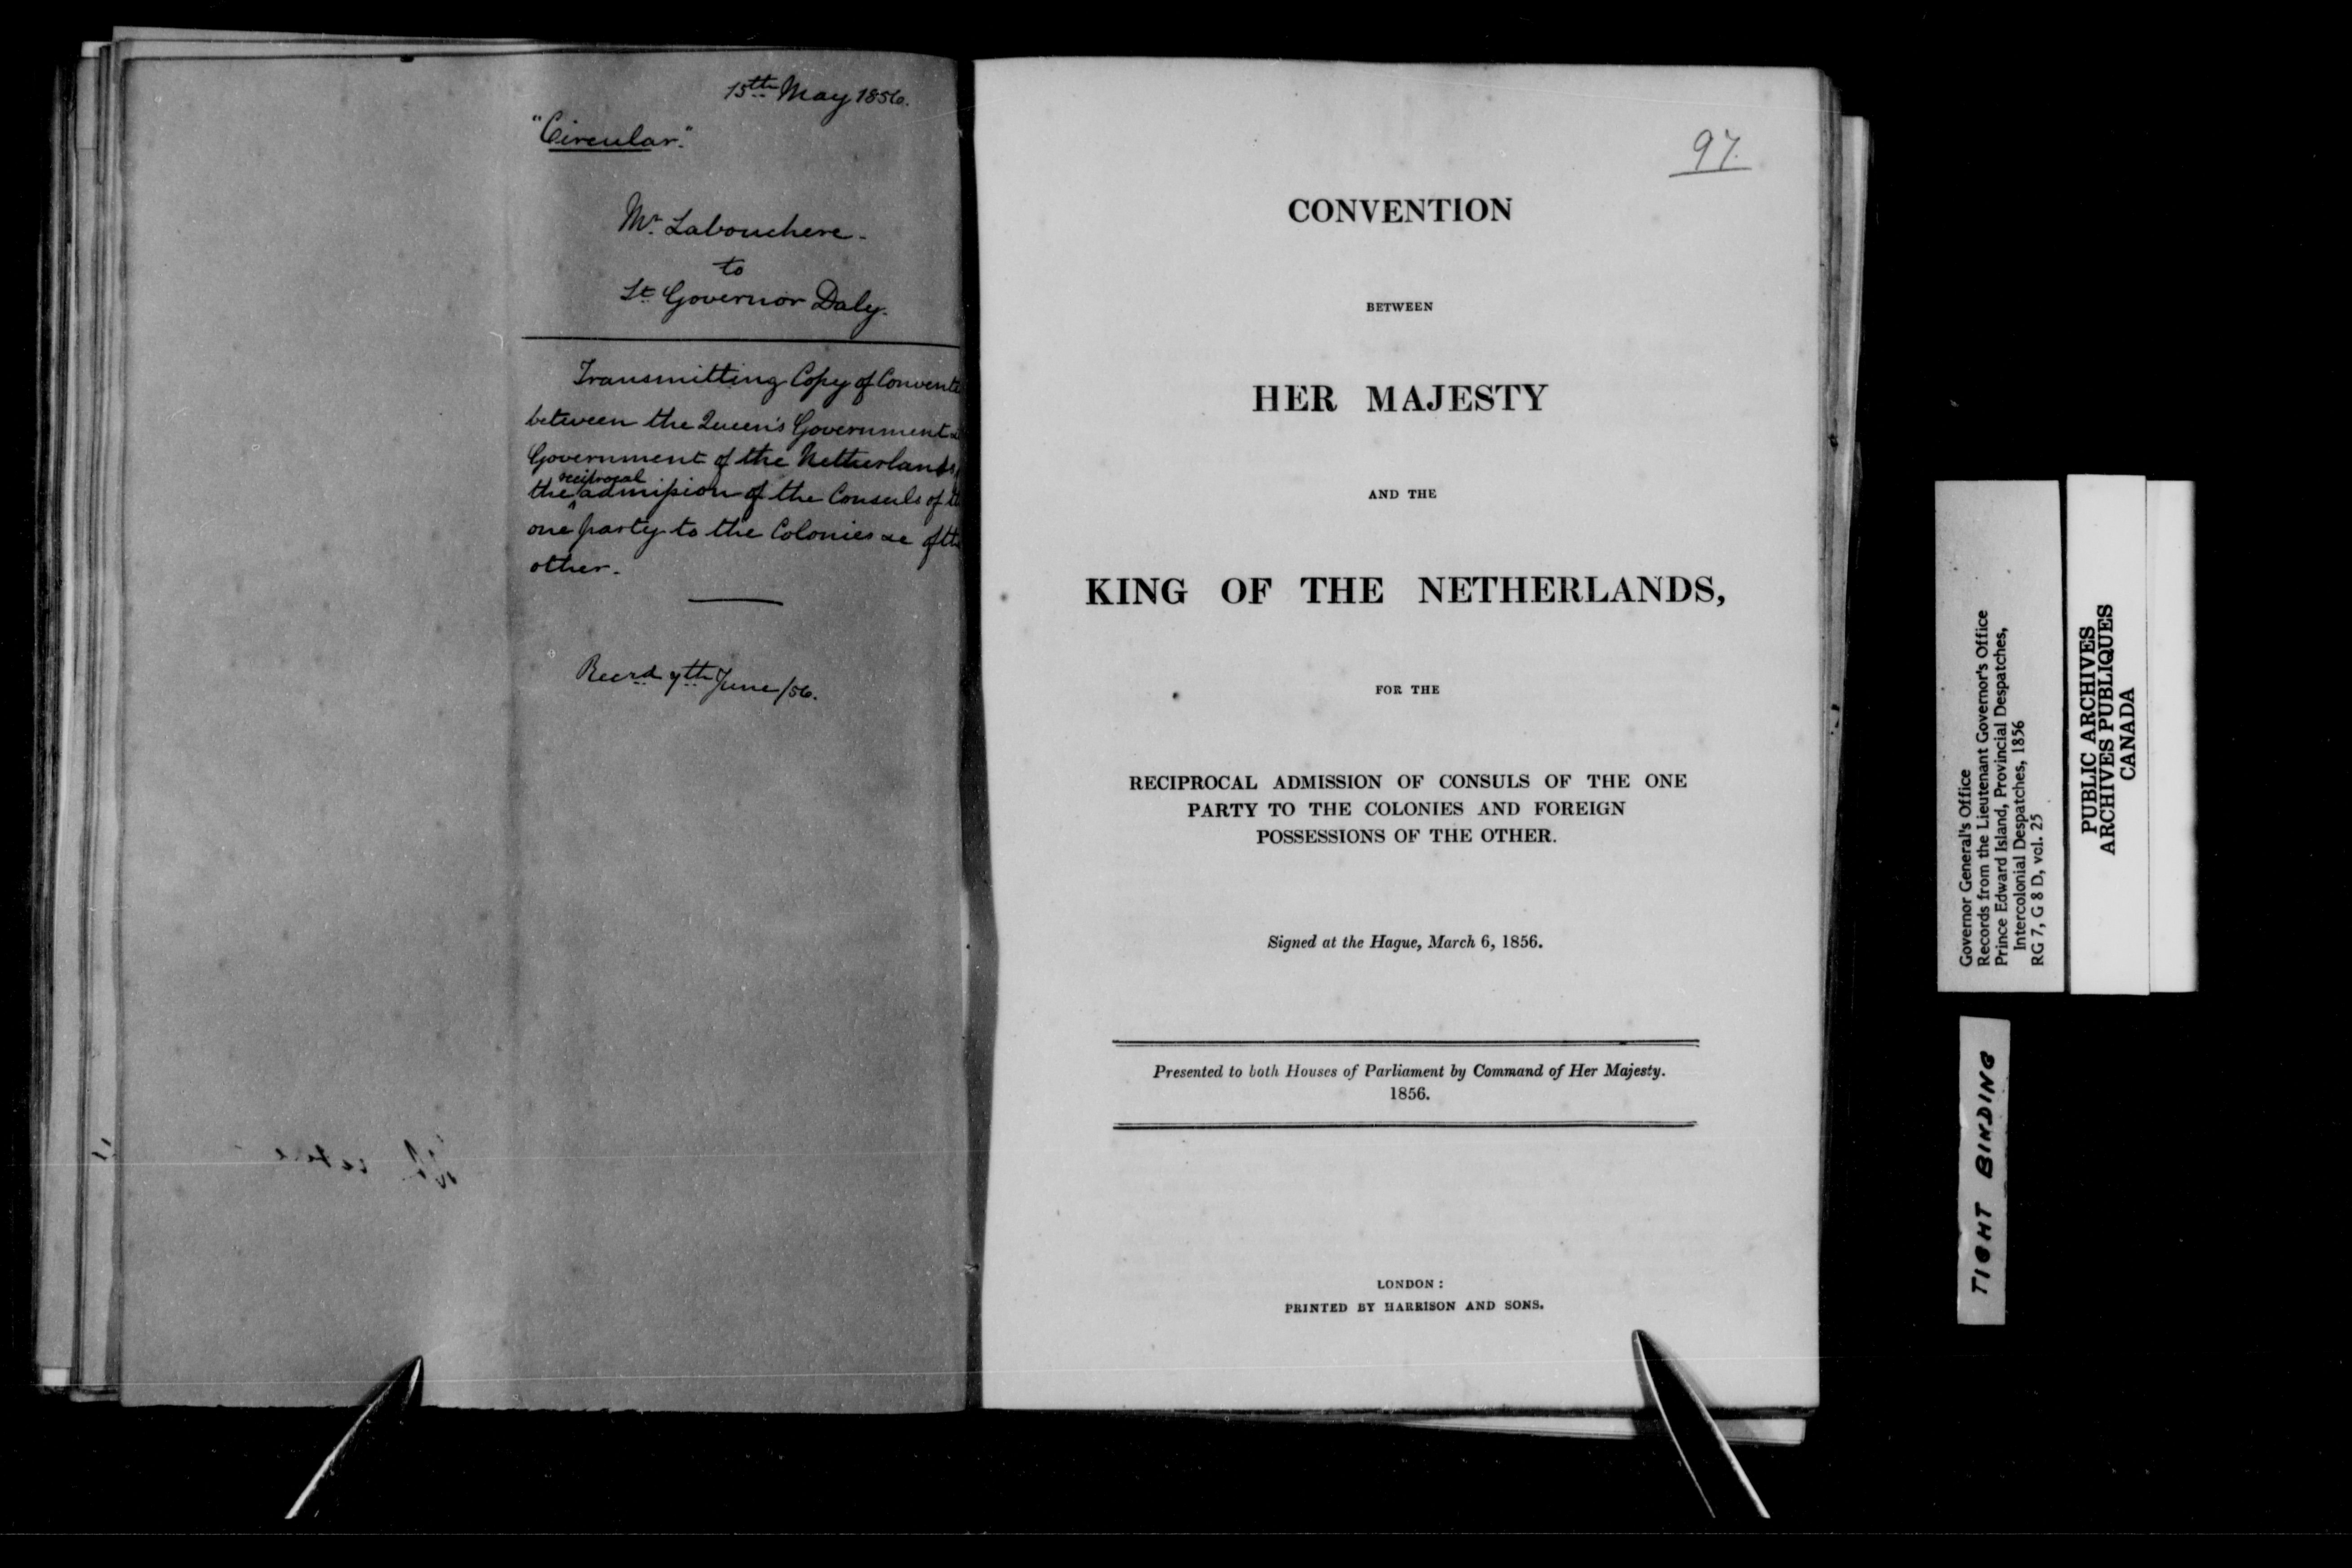 15th May 1856.
"Circular".
Mr. Labouchere -
to
Lt. Governor Daly.
Transmitting Copy of Conventi
between the Queen's Government &
Government of the Netherlands
the reciprocal admission of the Consuls of t
one party to the Colonies &c of the
other.
Recrd 7th June/56.
97.
CONVENTION
BETWEEN
HER MAJESTY
AND THE
KING OF THE NETHERLANDS,
FOR THE
RECIPROCAL ADMISSION OF CONSULS OF THE ONE
PARTY TO THE COLONIES AND FOREIGN
POSSESSIONS OF THE OTHER.
Signed at the Hague, March 6, 1856.
Presented to both Houses of Parliament by Command of Her Majesty.
1856.
LONDON:
PRINTED BY HARRISON AND SONS.
Governor General's Office
Records from the Lieutenant Governor's Office
Prince Edward Island, Provincial Despatches,
Intercolonial Despatches, 1856
RG 7, G 8 D, vol. 25
PUBLIC ARCHIVES
ARCHIVES PUBLIQUES
CANADA
TIGHT BINDING